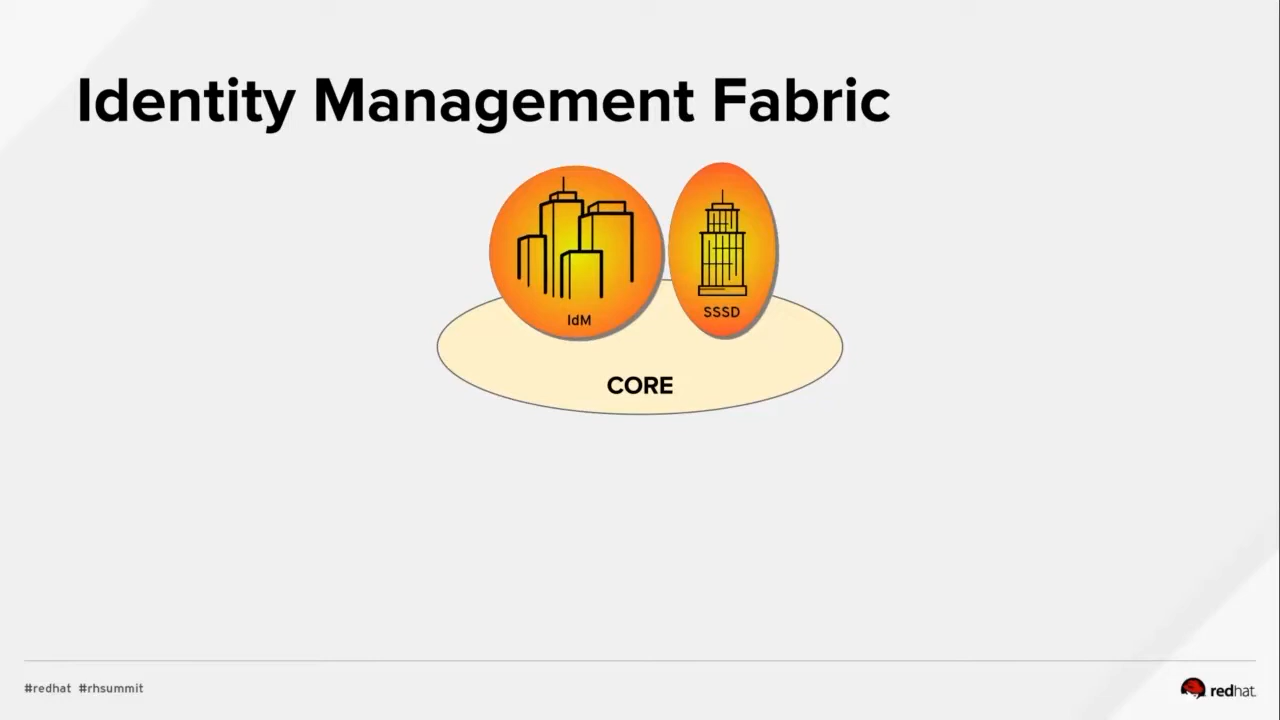 Identity Management Fabric
IdM
SSSD
CORE
#redhat #rhsummit
redhat.